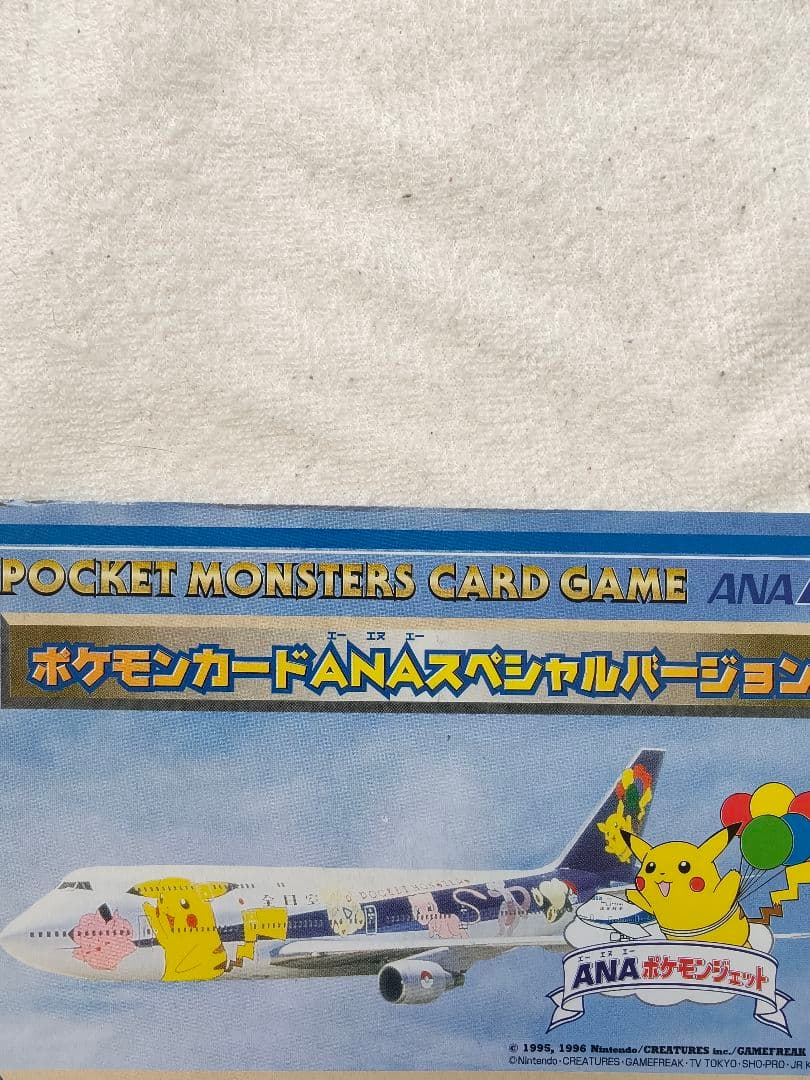 POCKET MONSTERS CARD GAME ANA
エー エヌ エー
ポケモンカードANAスペシャルバージョン
全日空 POCKET MONSTERS
エー エヌ エー
ANAポケモンジェット
© 1995, 1996 Nintendo/CREATURES inc./GAMEFREAK
©Nintendo・CREATURES・GAMEFREAK・TV TOKYO・SHO-PRO・JR K